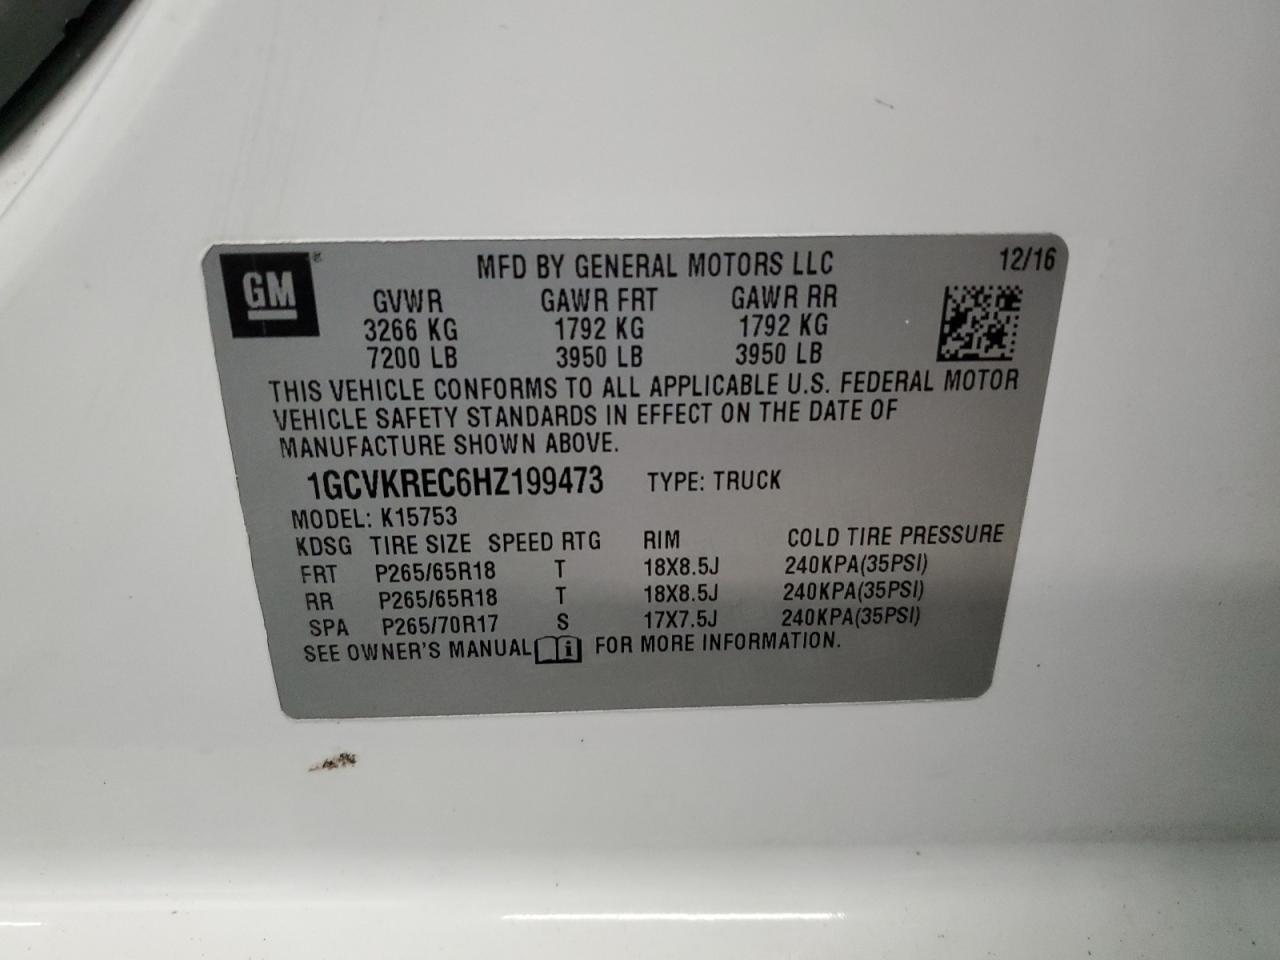 GM® MFD BY GENERAL MOTORS LLC 12/16
GVWR GAWR FRT GAWR RR
3266 KG 1792 KG 1792 KG
7200 LB 3950 LB 3950 LB
THIS VEHICLE CONFORMS TO ALL APPLICABLE U.S. FEDERAL MOTOR
VEHICLE SAFETY STANDARDS IN EFFECT ON THE DATE OF
MANUFACTURE SHOWN ABOVE.
1GCVKREC6HZ199473 TYPE: TRUCK
MODEL: K15753
KDSG TIRE SIZE SPEED RTG RIM COLD TIRE PRESSURE
FRT P265/65R18 T 18X8.5J 240KPA(35PSI)
RR P265/65R18 T 18X8.5J 240KPA(35PSI)
SPA P265/70R17 S 17X7.5J 240KPA(35PSI)
SEE OWNER'S MANUAL i FOR MORE INFORMATION.